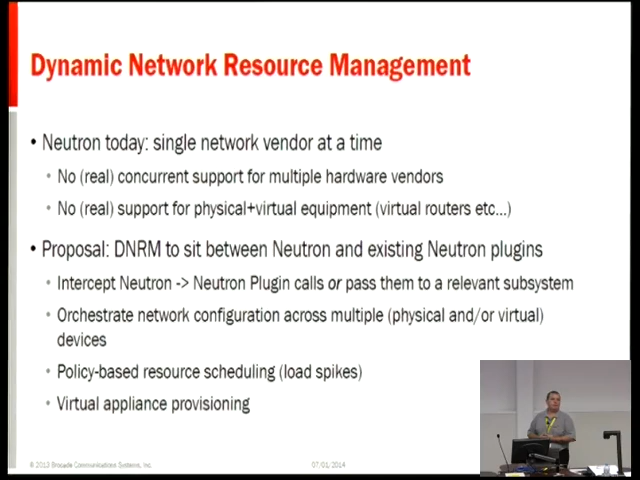 Dynamic Network Resource Management
• Neutron today: single network vendor at a time
• No (real) concurrent support for multiple hardware vendors
• No (real) support for physical+virtual equipment (virtual routers etc...)
• Proposal: DNRM to sit between Neutron and existing Neutron plugins
• Intercept Neutron -> Neutron Plugin calls or pass them to a relevant subsystem
• Orchestrate network configuration across multiple (physical and/or virtual)
devices
• Policy-based resource scheduling (load spikes)
• Virtual appliance provisioning
© 2013 Brocade Communications Systems, Inc.
07/01/2014